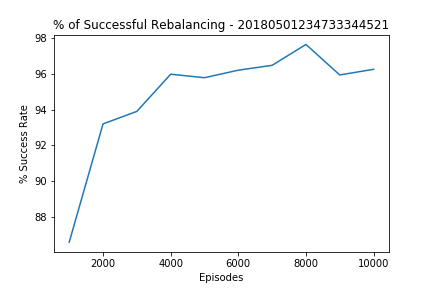 % of Successful Rebalancing - 20180501234733344521
98
96
94
92
90
88
% Success Rate
2000 4000 6000 8000 10000
Episodes